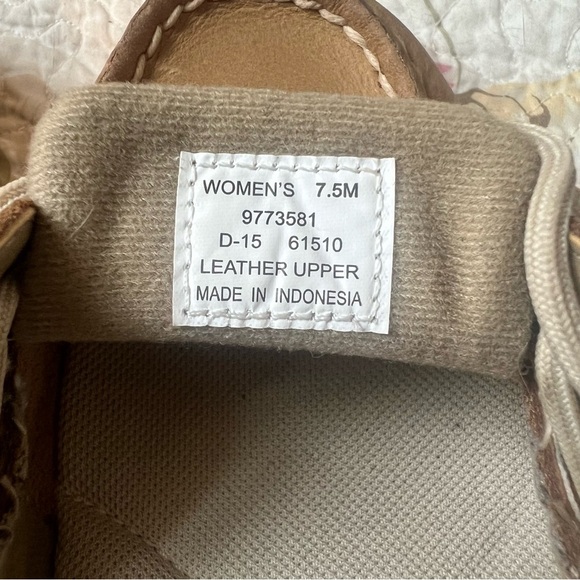 WOMEN'S 7.5M
9773581
D-15 61510
LEATHER UPPER
MADE IN INDONESIA